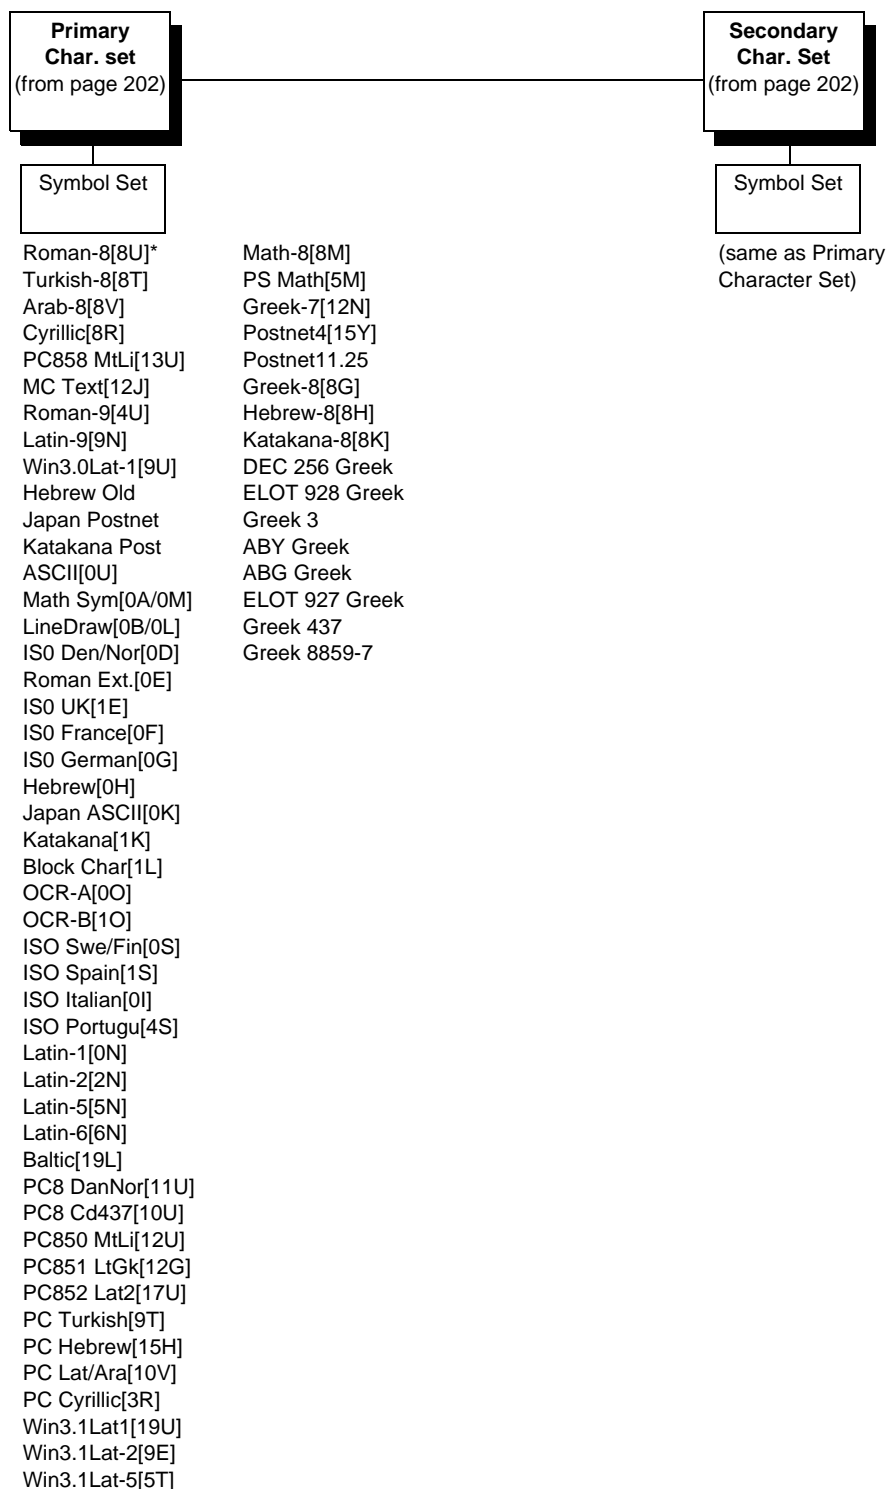 Primary
Char. set
(from page 202)
Secondary
Char. Set
(from page 202)
Symbol Set
Symbol Set
Roman-8[8U]*
Turkish-8[8T]
Arab-8[8V]
Cyrillic[8R]
PC858 MtLi[13U]
MC Text[12J]
Roman-9[4U]
Latin-9[9N]
Win3.0Lat-1[9U]
Hebrew Old
Japan Postnet
Katakana Post
ASCII[0U]
Math Sym[0A/0M]
LineDraw[0B/0L]
IS0 Den/Nor[0D]
Roman Ext.[0E]
IS0 UK[1E]
IS0 France[0F]
IS0 German[0G]
Hebrew[0H]
Japan ASCII[0K]
Katakana[1K]
Block Char[1L]
OCR-A[0O]
OCR-B[1O]
ISO Swe/Fin[0S]
ISO Spain[1S]
ISO Italian[0I]
ISO Portugu[4S]
Latin-1[0N]
Latin-2[2N]
Latin-5[5N]
Latin-6[6N]
Baltic[19L]
PC8 DanNor[11U]
PC8 Cd437[10U]
PC850 MtLi[12U]
PC851 LtGk[12G]
PC852 Lat2[17U]
PC Turkish[9T]
PC Hebrew[15H]
PC Lat/Ara[10V]
PC Cyrillic[3R]
Win3.1Lat1[19U]
Win3.1Lat-2[9E]
Win3.1Lat-5[5T]
Math-8[8M]
PS Math[5M]
Greek-7[12N]
Postnet4[15Y]
Postnet11.25
Greek-8[8G]
Hebrew-8[8H]
Katakana-8[8K]
DEC 256 Greek
ELOT 928 Greek
Greek 3
ABY Greek
ABG Greek
ELOT 927 Greek
Greek 437
Greek 8859-7
(same as Primary
Character Set)